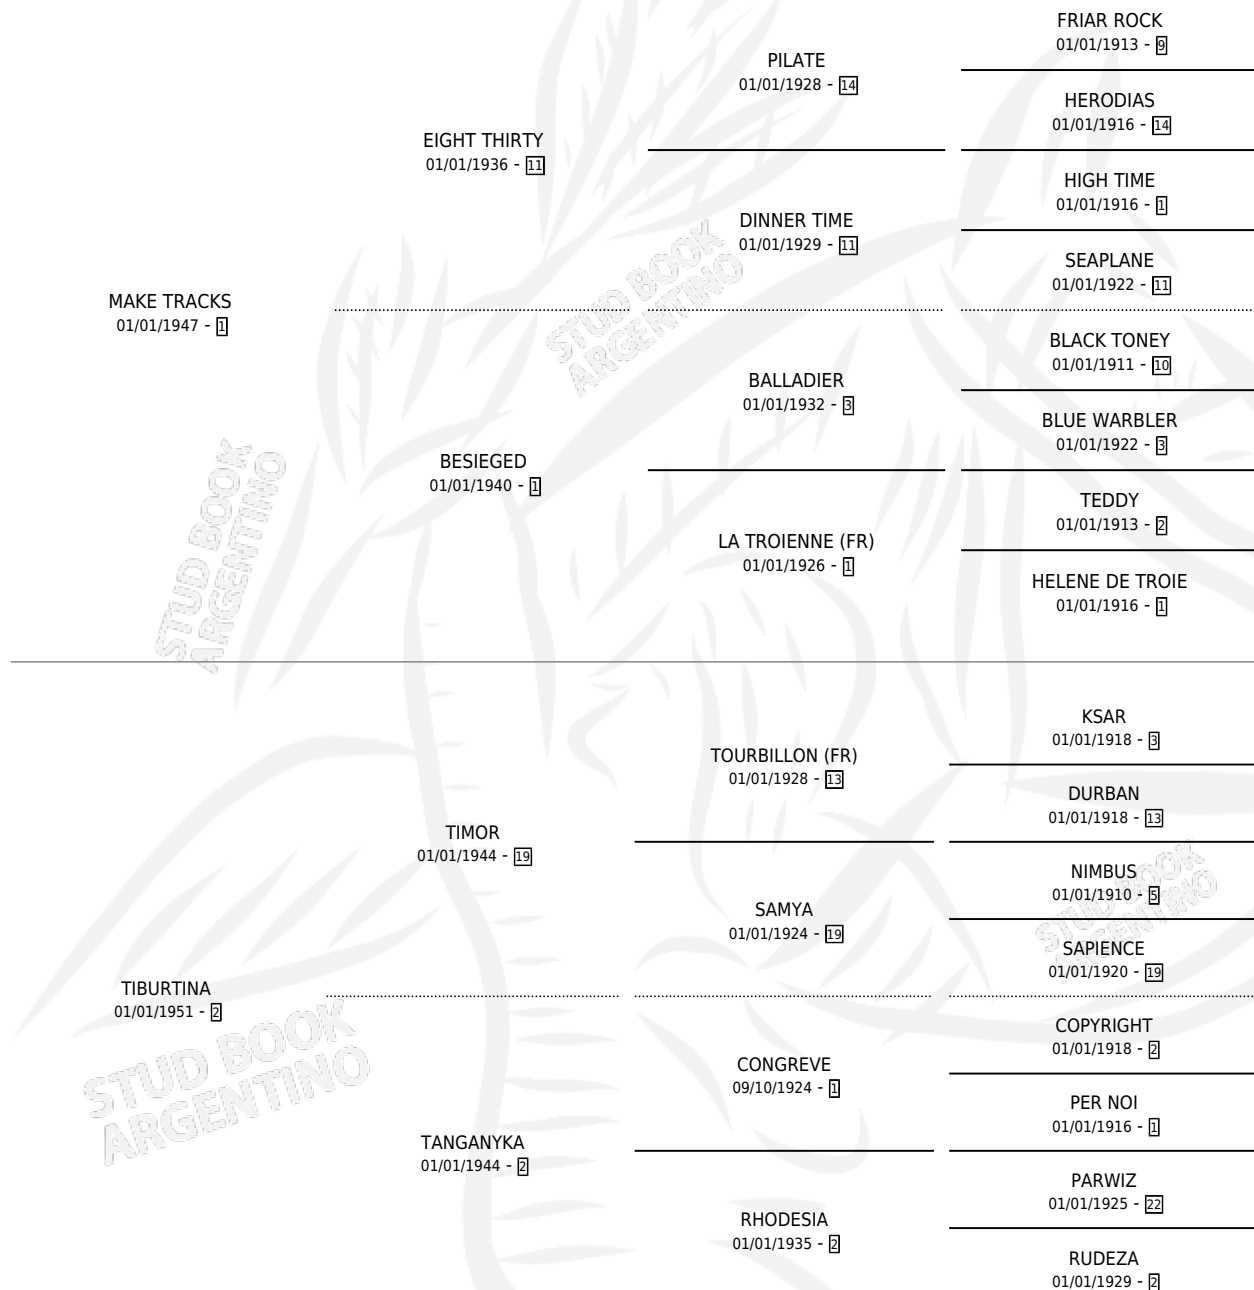 FRIAR ROCK
01/01/1913 - 9
PILATE
01/01/1928 - 14
HERODIAS
01/01/1916 - 14
EIGHT THIRTY
01/01/1936 - 11
HIGH TIME
01/01/1916 - 1
DINNER TIME
01/01/1929 - 11
SEAPLANE
01/01/1922 - 11
MAKE TRACKS
01/01/1947 - 1
BLACK TONEY
01/01/1911 - 10
BALLADIER
01/01/1932 - 3
BLUE WARBLER
01/01/1922 - 3
BESIEGED
01/01/1940 - 1
TEDDY
01/01/1913 - 2
LA TROIENNE (FR)
01/01/1926 - 1
HELENE DE TROIE
01/01/1916 - 1
STUD BOOK
ARGENTINO
STUD BOOK
ARGENTINO
KSAR
01/01/1918 - 3
TOURBILLON (FR)
01/01/1928 - 13
DURBAN
01/01/1918 - 13
TIMOR
01/01/1944 - 19
NIMBUS
01/01/1910 - 5
SAMYA
01/01/1924 - 19
SAPIENCE
01/01/1920 - 19
STUD BOOK
ARGENTINO
TIBURTINA
01/01/1951 - 2
COPYRIGHT
01/01/1918 - 2
CONGREVE
09/10/1924 - 1
PER NOI
01/01/1916 - 1
STUD BOOK
ARGENTINO
TANGANYKA
01/01/1944 - 2
PARWIZ
01/01/1925 - 22
RHODESIA
01/01/1935 - 2
RUDEZA
01/01/1929 - 2